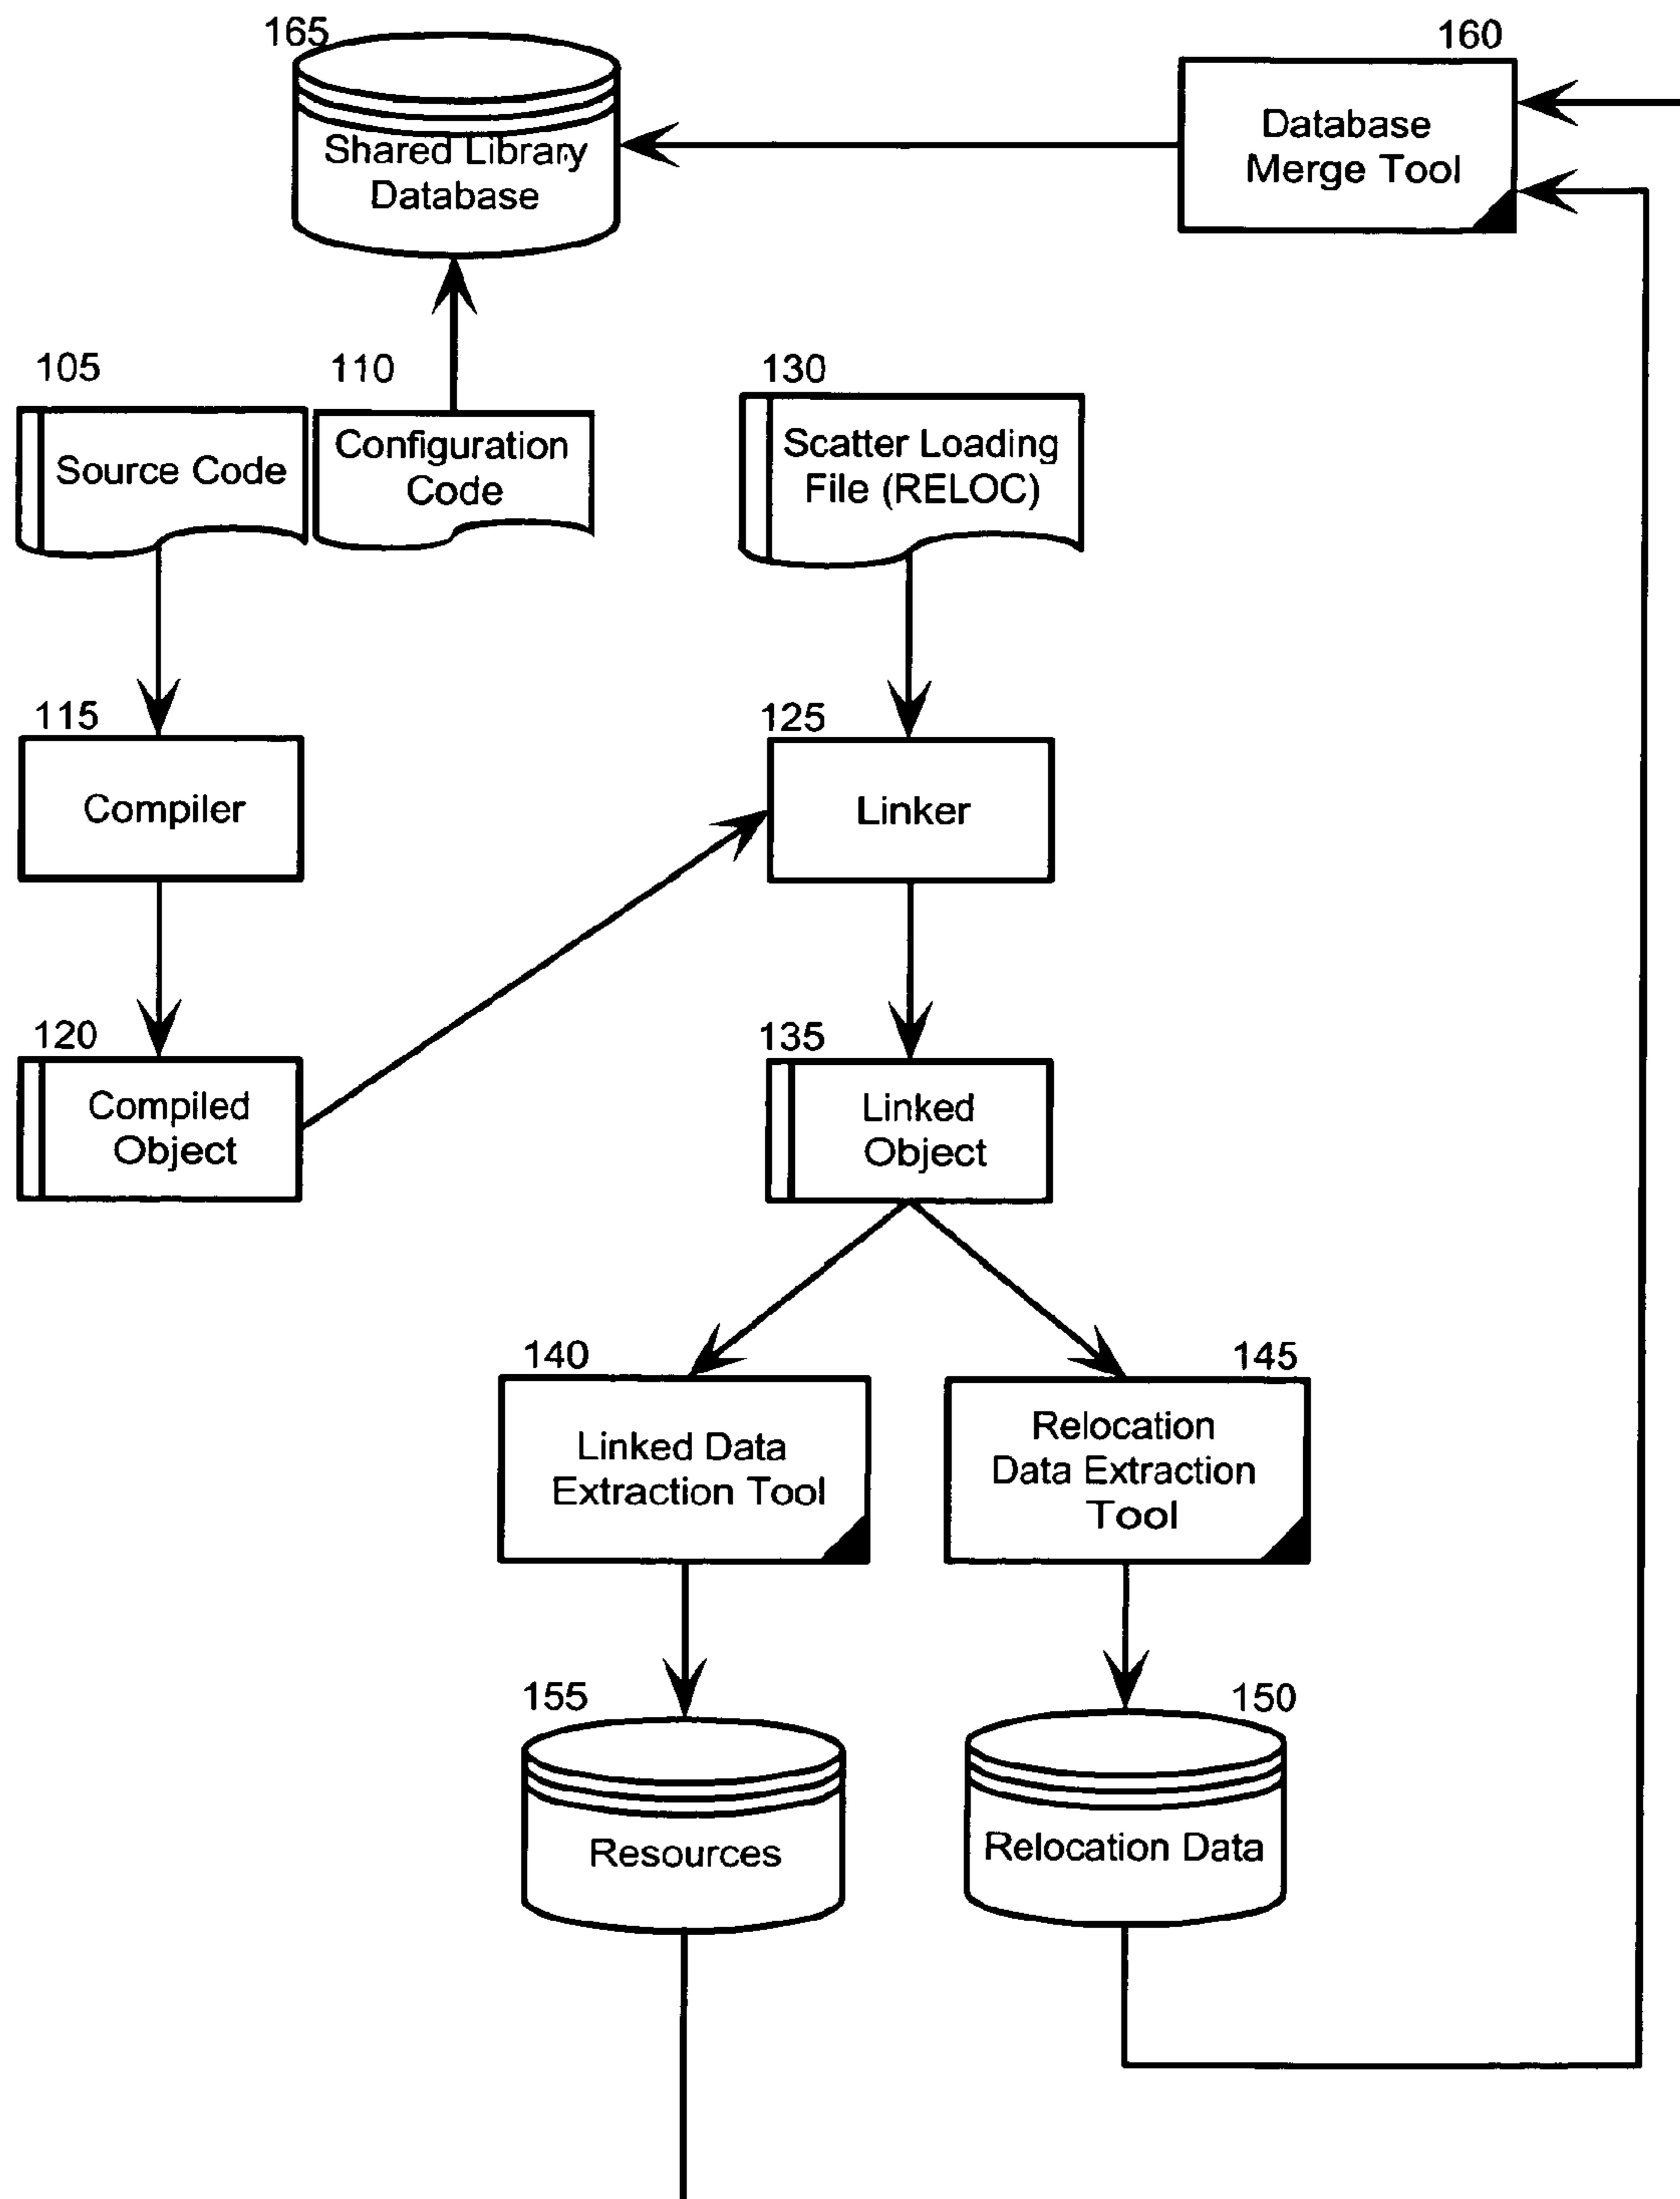 165
Shared Library
Database
160
Database
Merge Tool
105
Source Code
110
Configuration
Code
130
Scatter Loading
File (RELOC)
115
Compiler
125
Linker
120
Compiled
Object
135
Linked
Object
140
Linked Data
Extraction Tool
145
Relocation
Data Extraction
Tool
155
Resources
150
Relocation Data